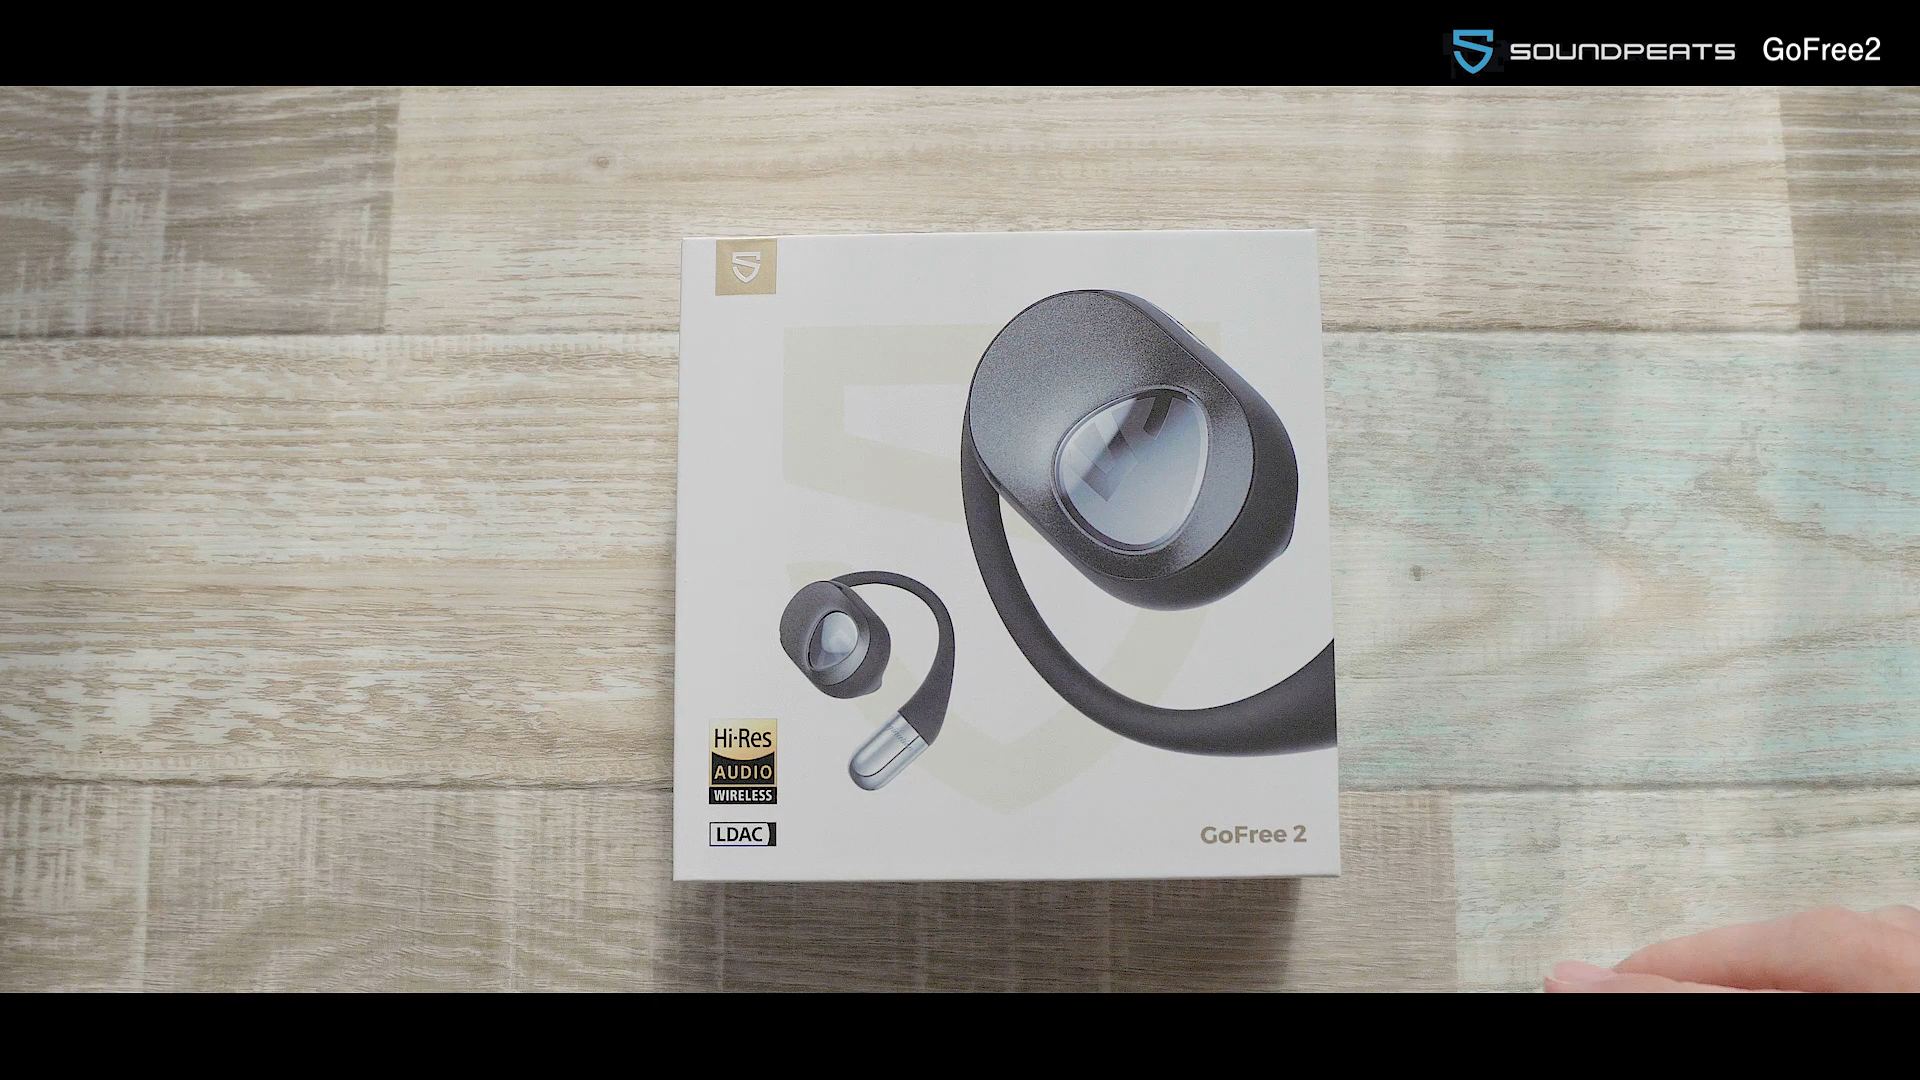 SOUNDPEATS GoFree2
Hi-Res
AUDIO
WIRELESS
LDAC
GoFree 2